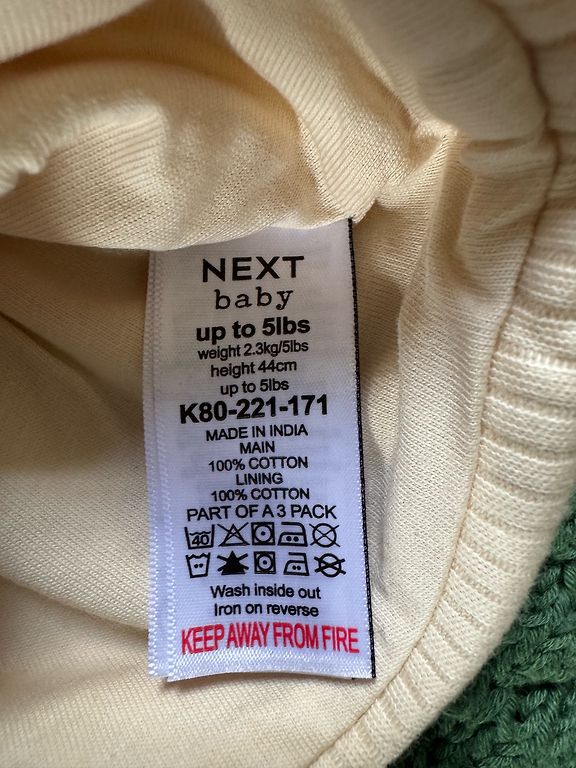 NEXT
baby
up to 5lbs
weight 2.3kg/5lbs
height 44cm
up to 5lbs
K80-221-171
MADE IN INDIA
MAIN
100% COTTON
LINING
100% COTTON
PART OF A 3 PACK
40
Wash inside out
Iron on reverse
KEEP AWAY FROM FIRE